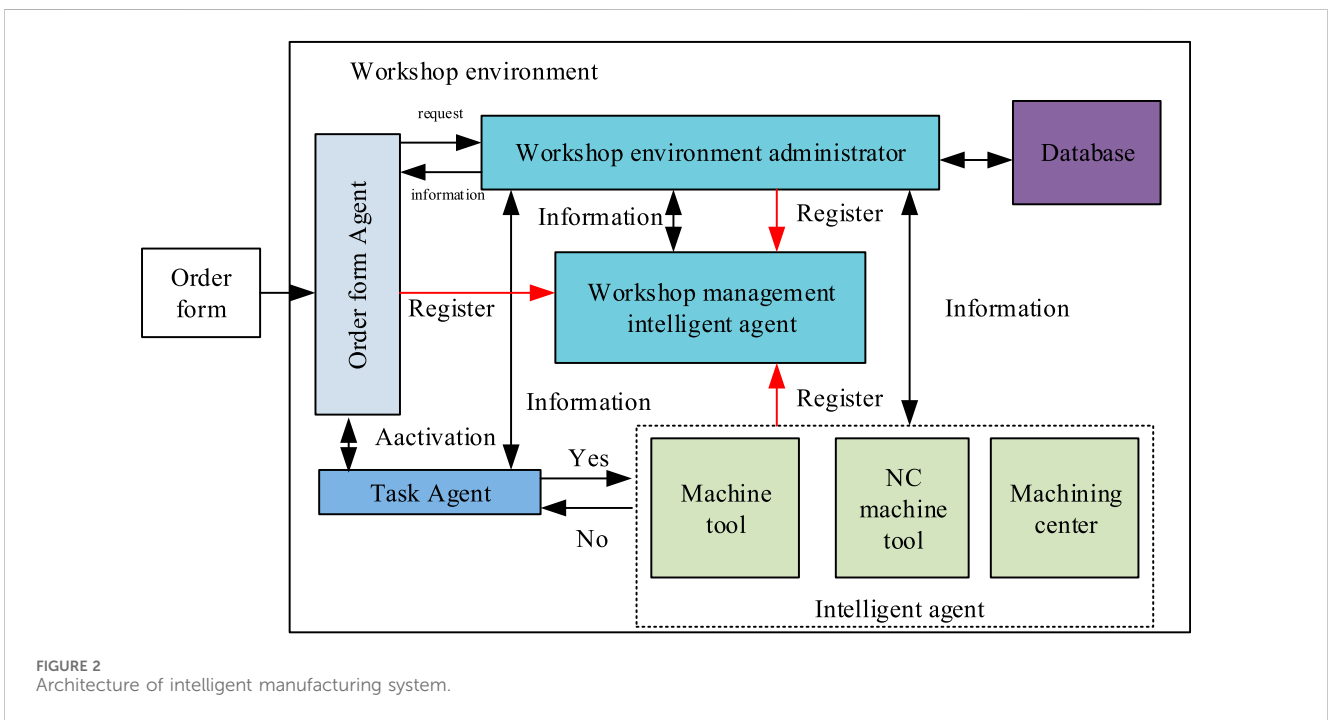 Workshop environment
request
Workshop environment administrator
Database
information
Order form Agent
Information
Register
Order
form
Register
Workshop management
intelligent agent
Information
Information
Register
Aactivation
Yes
Task Agent
No
Machine
tool
NC
machine
tool
Machining
center
Intelligent agent
FIGURE 2
Architecture of intelligent manufacturing system.